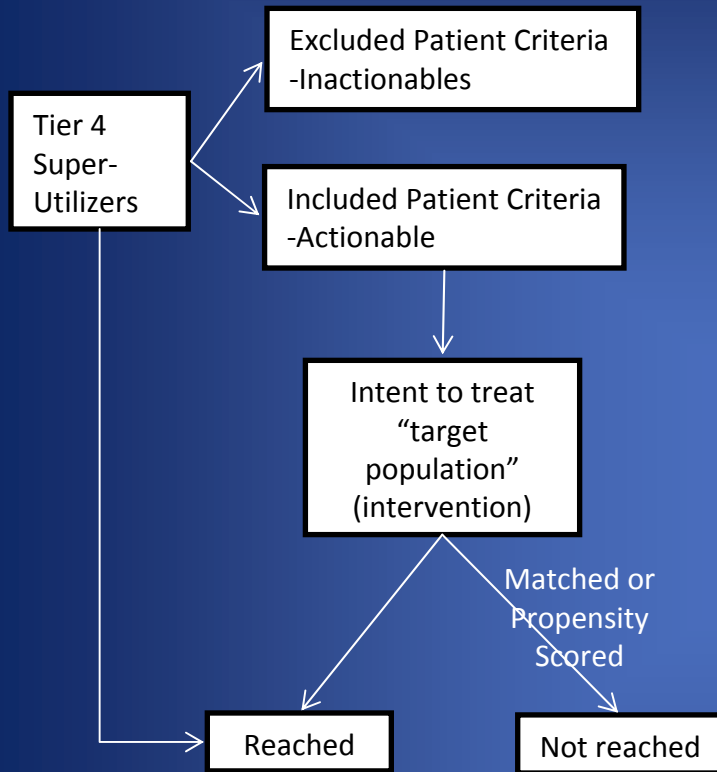 Excluded Patient Criteria
-Inactionables
Tier 4
Super-
Utilizers
Included Patient Criteria
-Actionable
Intent to treat
“target
population”
(intervention)
Matched or
Propensity
Scored
Reached
Not reached